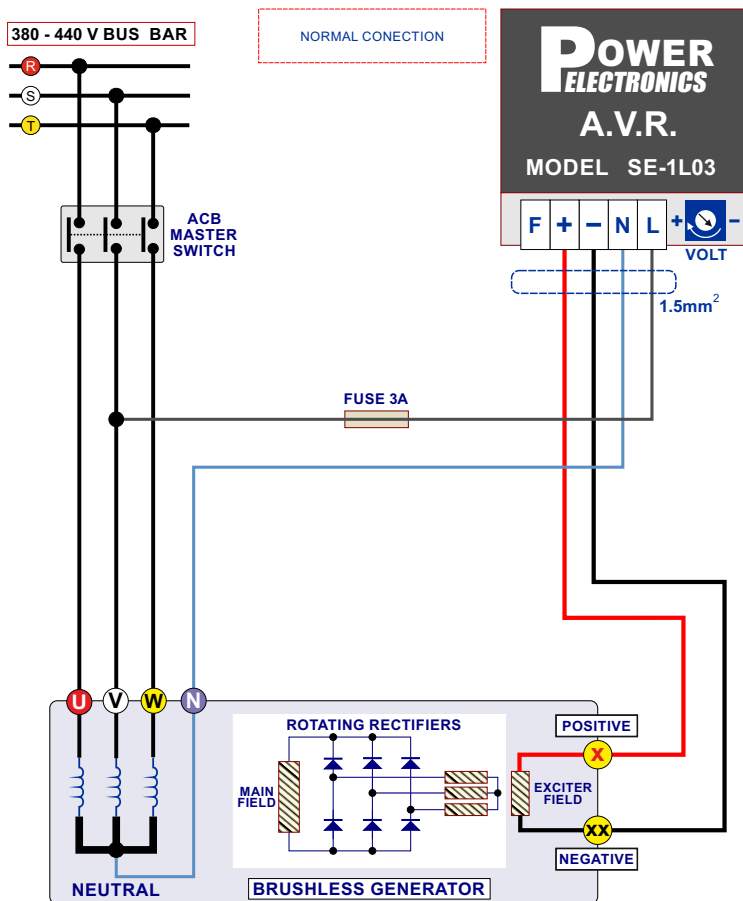 380 - 440 V BUS BAR
NORMAL CONECTION
POWER
ELECTRONICS
A.V.R.
MODEL SE-1L03
R
S
T
F + − N L + −
VOLT
ACB
MASTER
SWITCH
1.5mm²
FUSE 3A
U V W N
ROTATING RECTIFIERS
POSITIVE
X
MAIN
FIELD
EXCITER
FIELD
XX
NEGATIVE
NEUTRAL
BRUSHLESS GENERATOR